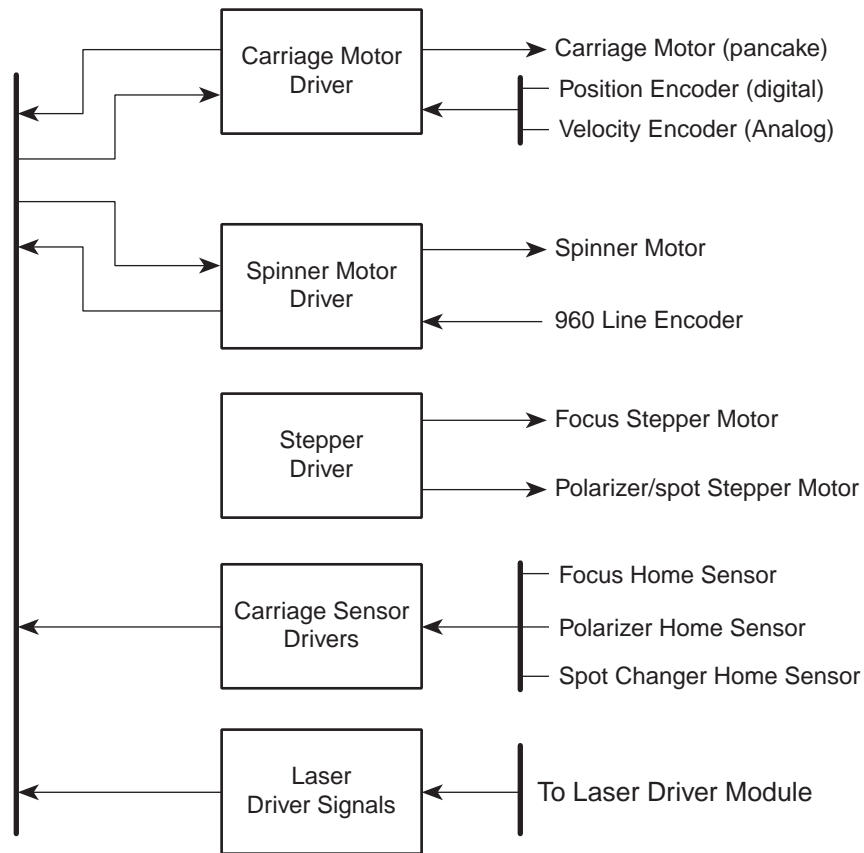 Carriage Motor
Driver
Carriage Motor (pancake)
Position Encoder (digital)
Velocity Encoder (Analog)
Spinner Motor
Driver
Spinner Motor
960 Line Encoder
Stepper
Driver
Focus Stepper Motor
Polarizer/spot Stepper Motor
Carriage Sensor
Drivers
Focus Home Sensor
Polarizer Home Sensor
Spot Changer Home Sensor
Laser
Driver Signals
To Laser Driver Module